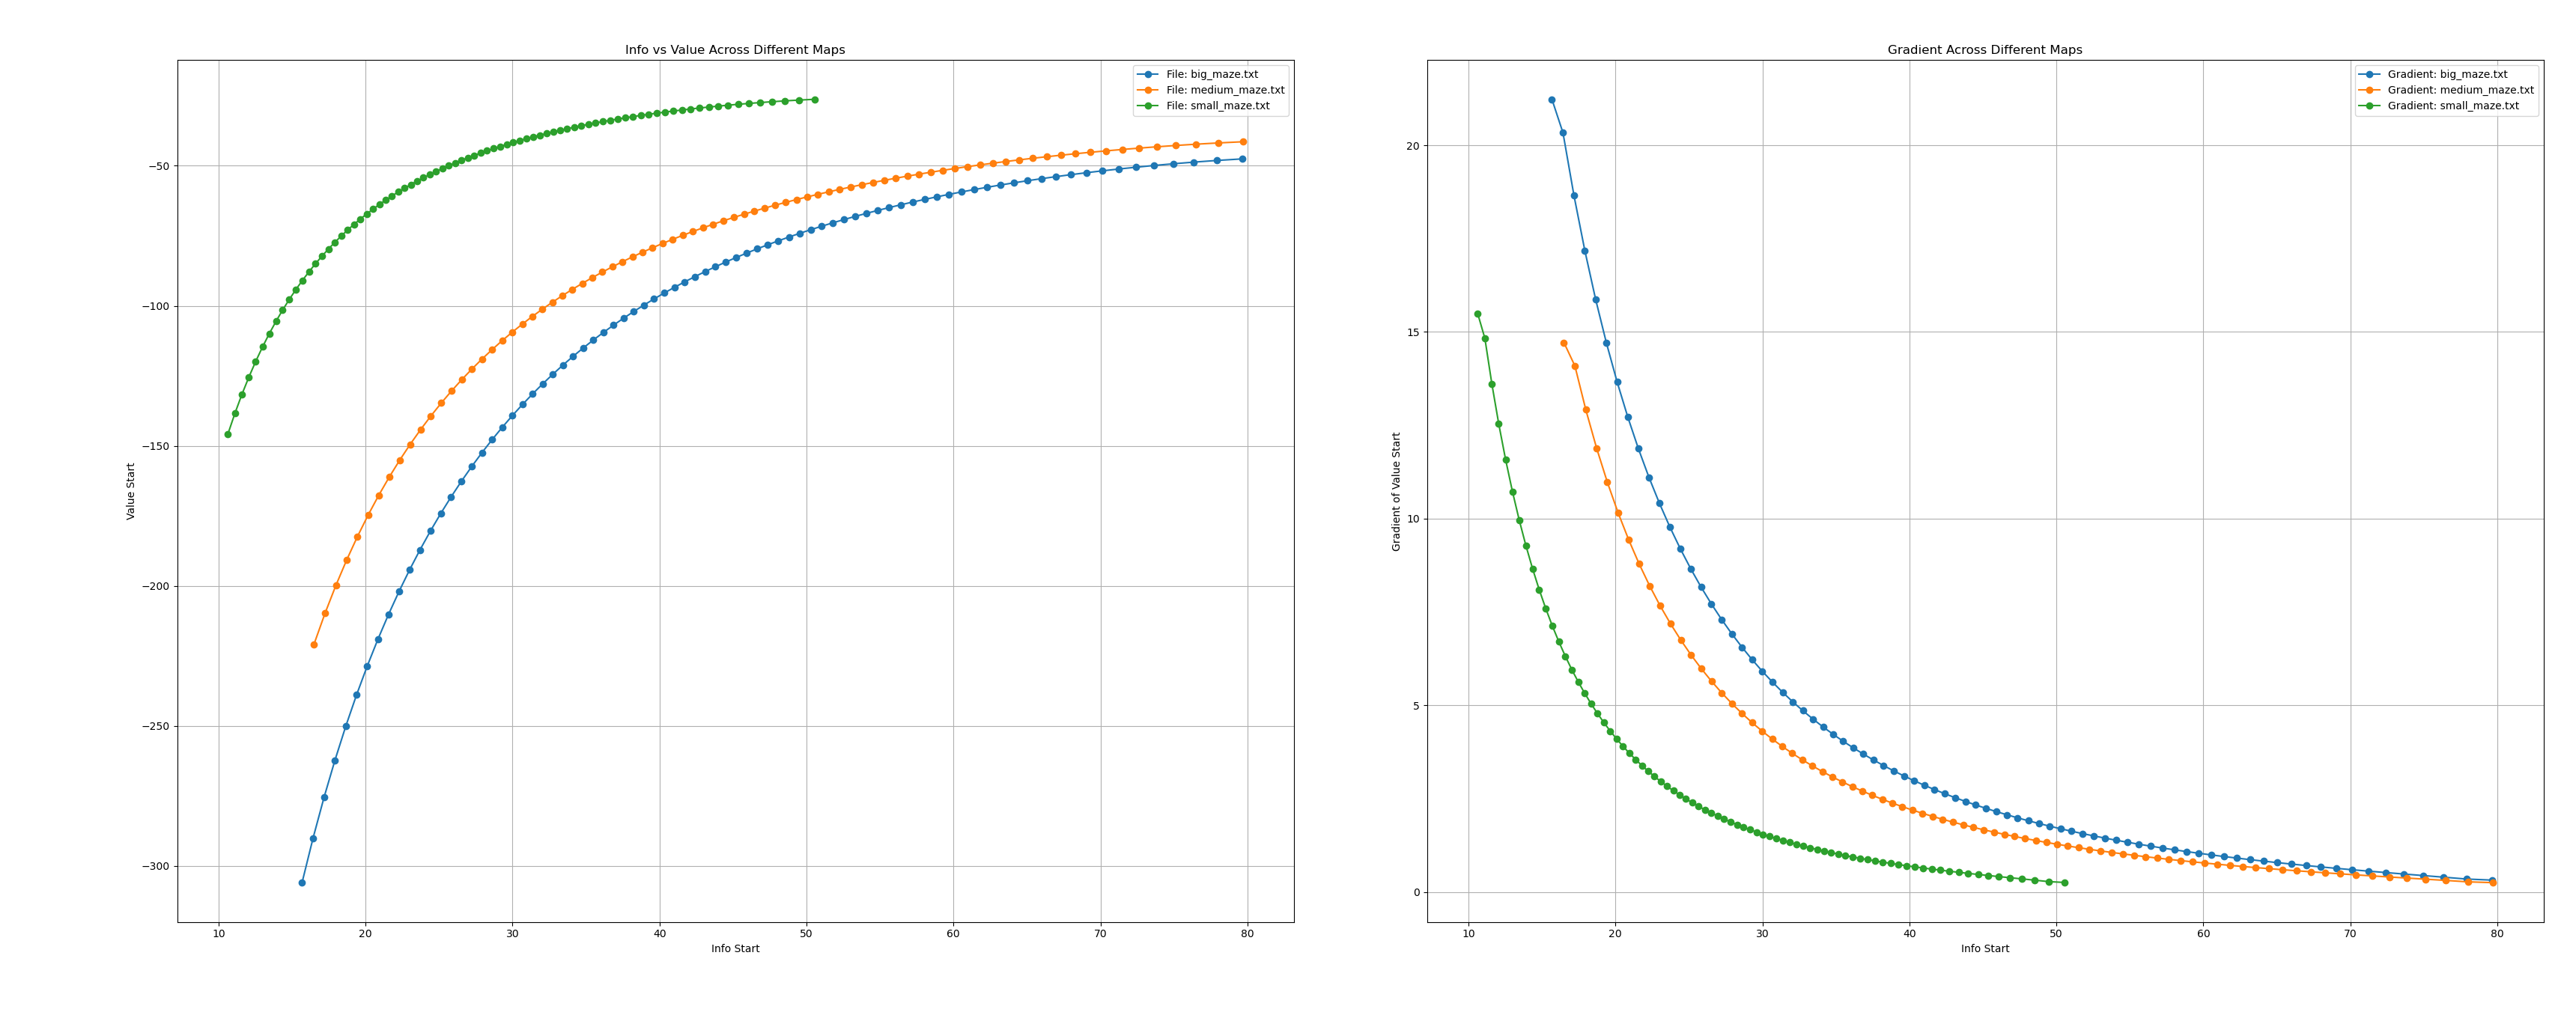 Info vs Value Across Different Maps
File: big_maze.txt
File: medium_maze.txt
File: small_maze.txt
−50
−100
−150
−200
−250
−300
Value Start
10 20 30 40 50 60 70 80
Info Start
Gradient Across Different Maps
Gradient: big_maze.txt
Gradient: medium_maze.txt
Gradient: small_maze.txt
20
15
10
5
0
Gradient of Value Start
10 20 30 40 50 60 70 80
Info Start